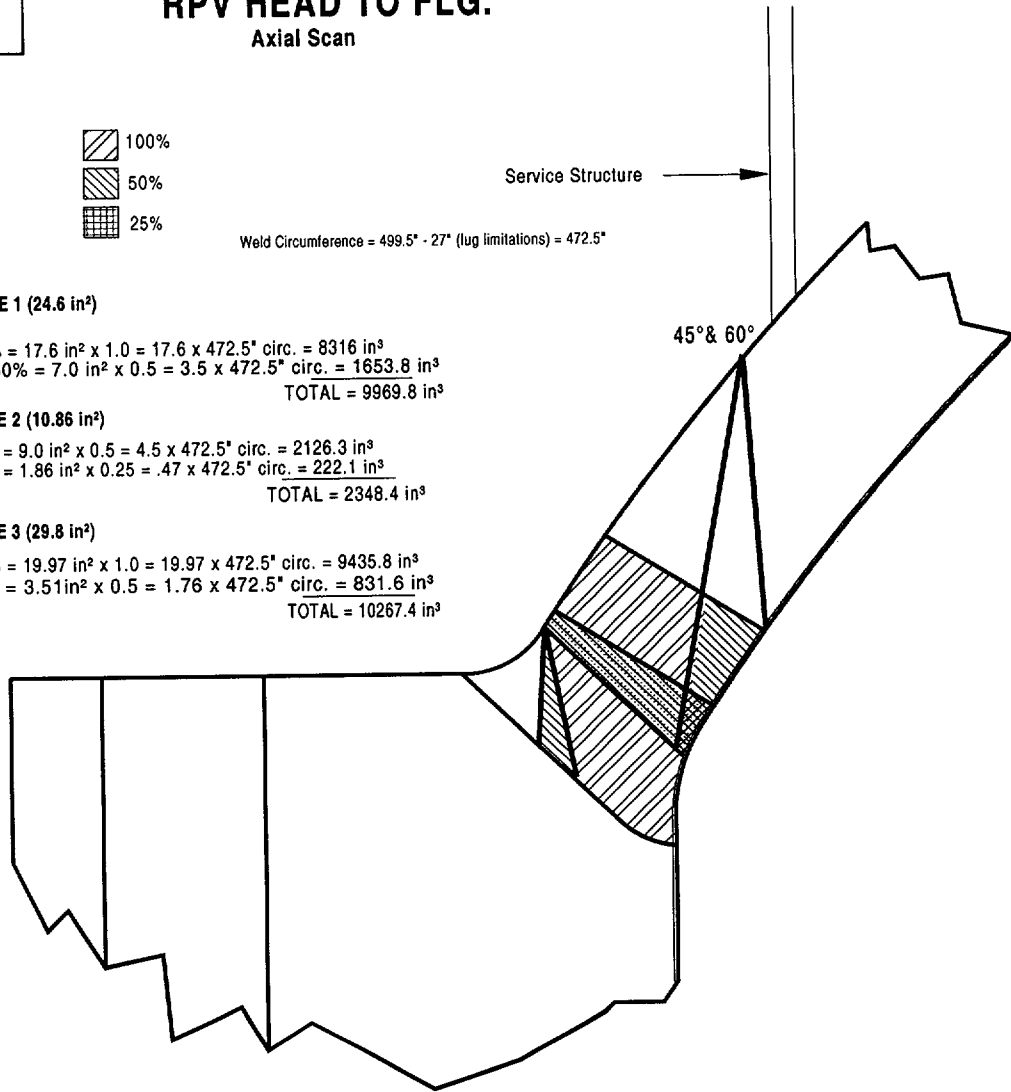 RPV HEAD TO FLG.
Axial Scan
100%
50%
25%
Service Structure
Weld Circumference = 499.5" - 27" (lug limitations) = 472.5"
45°& 60°
E 1 (24.6 in²)
= 17.6 in² x 1.0 = 17.6 x 472.5" circ. = 8316 in³
0% = 7.0 in² x 0.5 = 3.5 x 472.5" circ. = 1653.8 in³
TOTAL = 9969.8 in³
E 2 (10.86 in²)
= 9.0 in² x 0.5 = 4.5 x 472.5" circ. = 2126.3 in³
= 1.86 in² x 0.25 = .47 x 472.5" circ. = 222.1 in³
TOTAL = 2348.4 in³
E 3 (29.8 in²)
= 19.97 in² x 1.0 = 19.97 x 472.5" circ. = 9435.8 in³
= 3.51in² x 0.5 = 1.76 x 472.5" circ. = 831.6 in³
TOTAL = 10267.4 in³